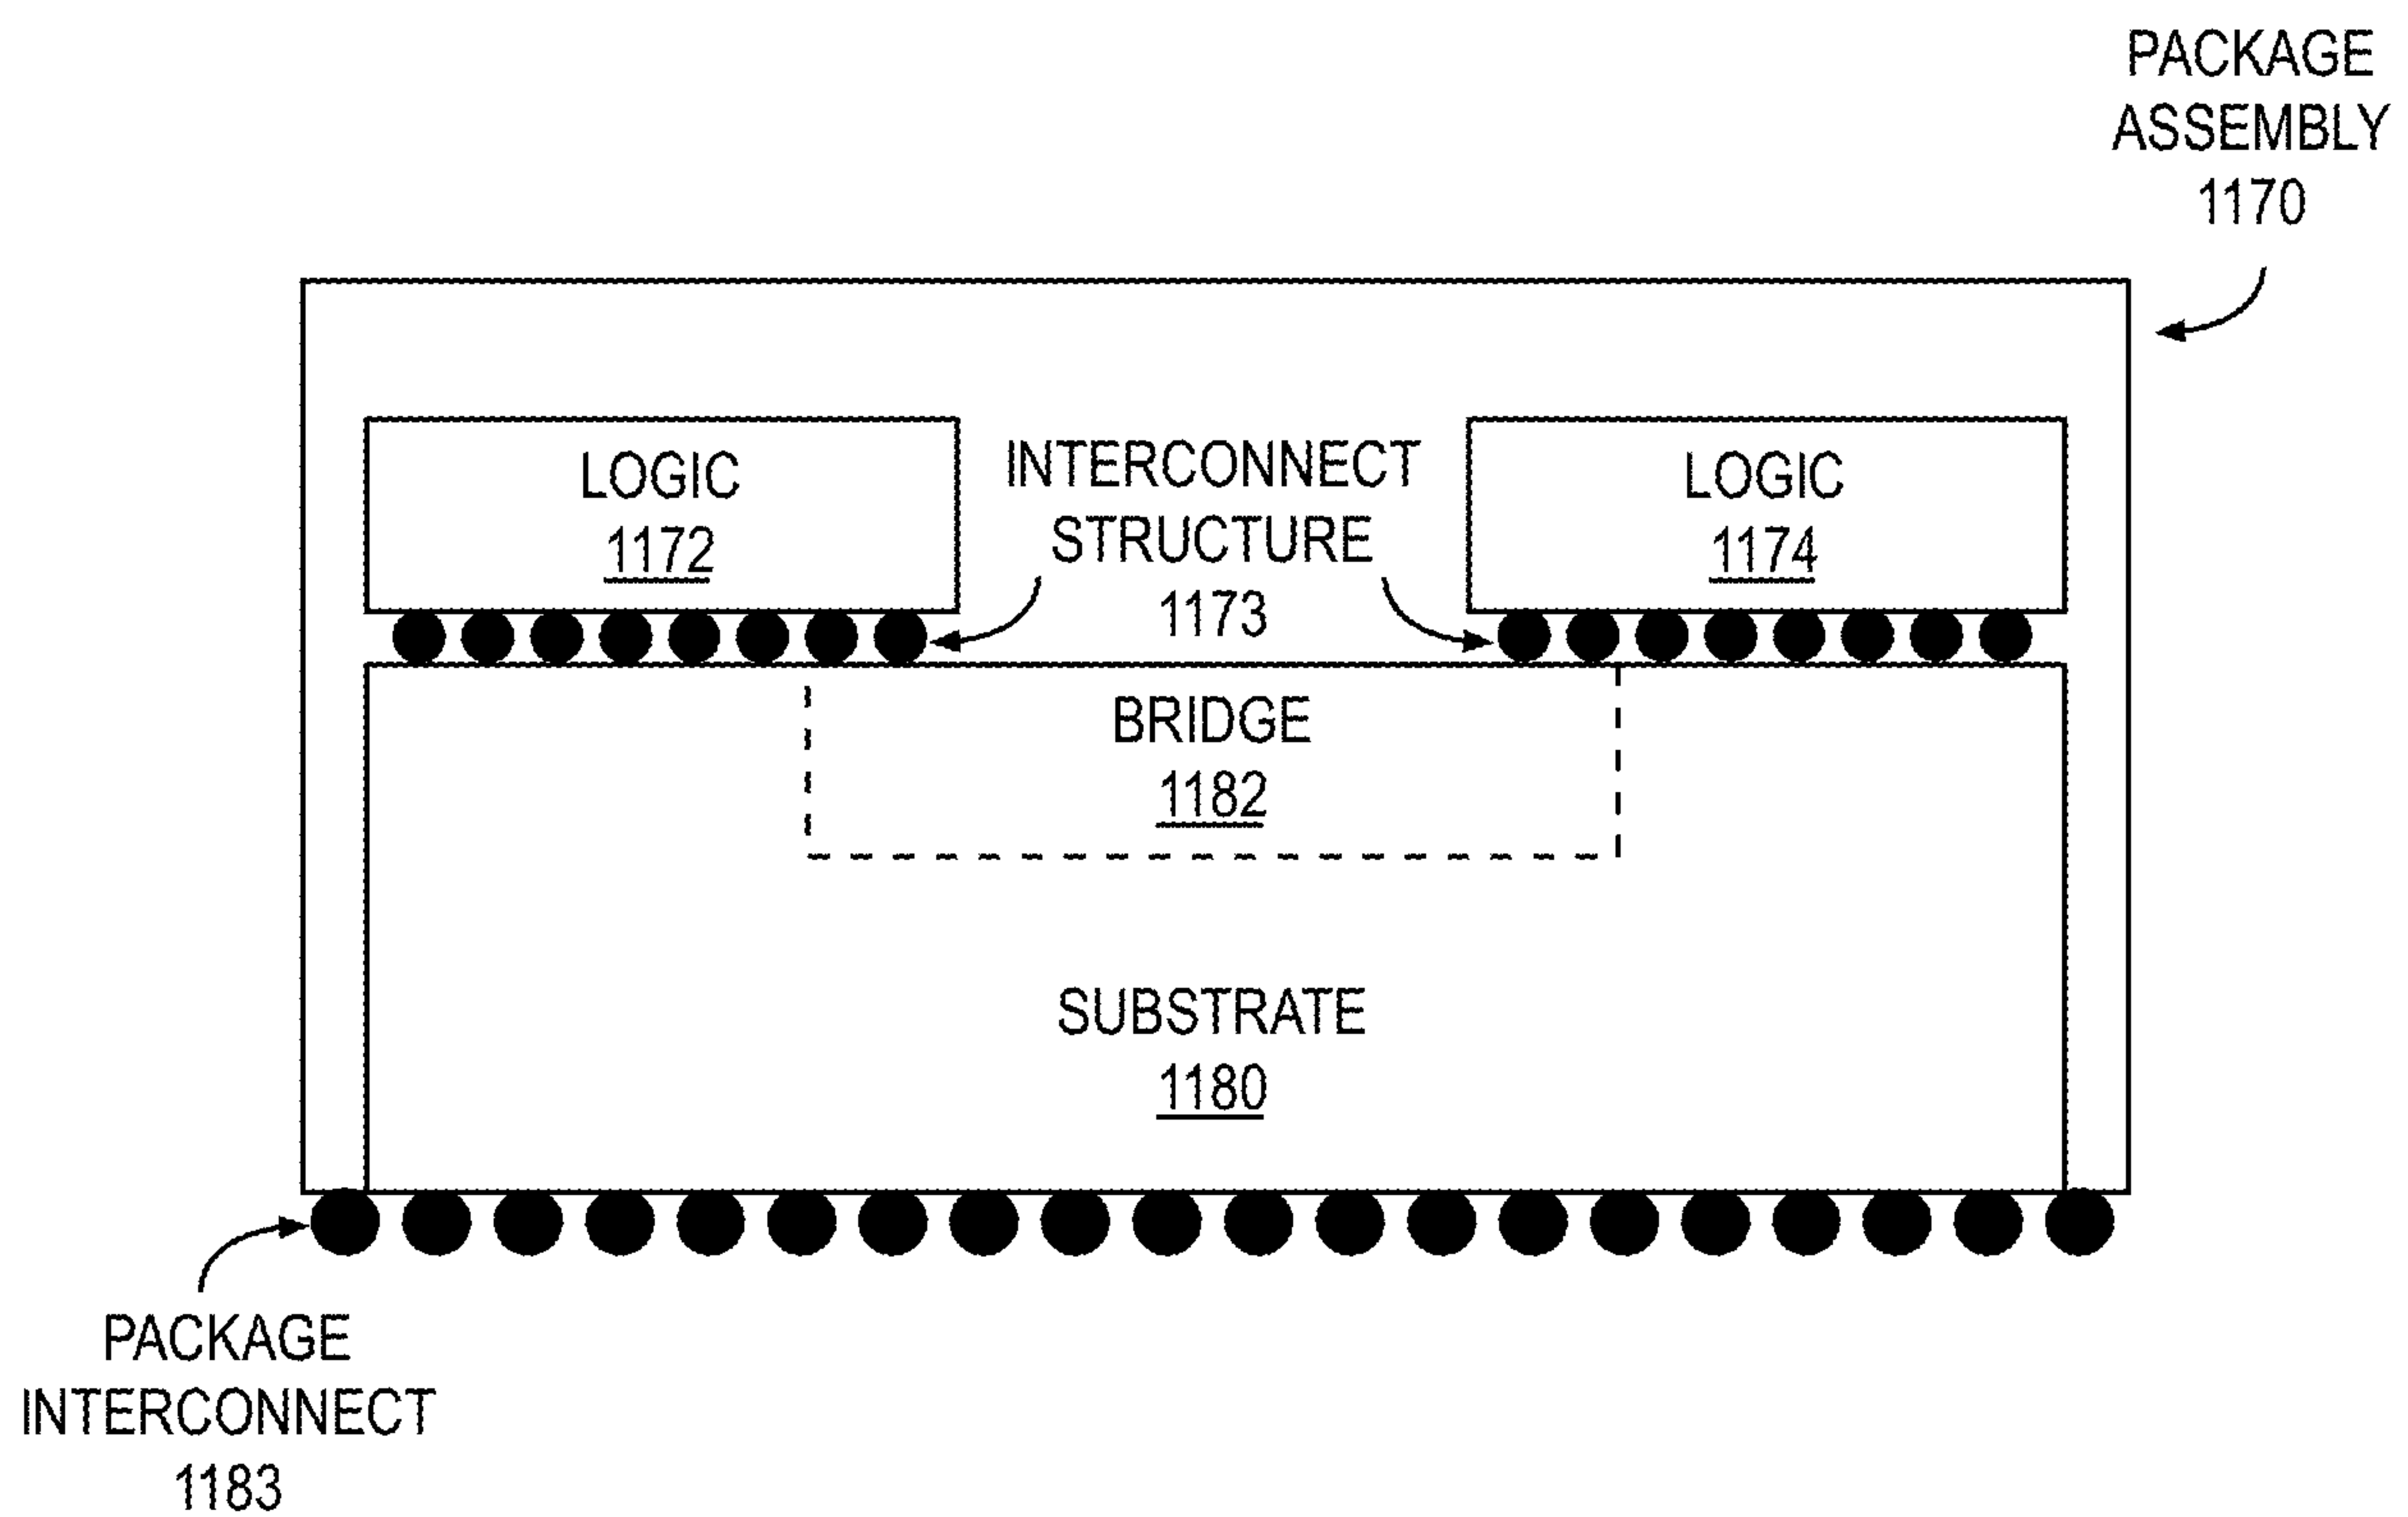 PACKAGE
ASSEMBLY
1170
LOGIC
1172
INTERCONNECT
STRUCTURE
1173
LOGIC
1174
BRIDGE
1182
SUBSTRATE
1180
PACKAGE
INTERCONNECT
1183